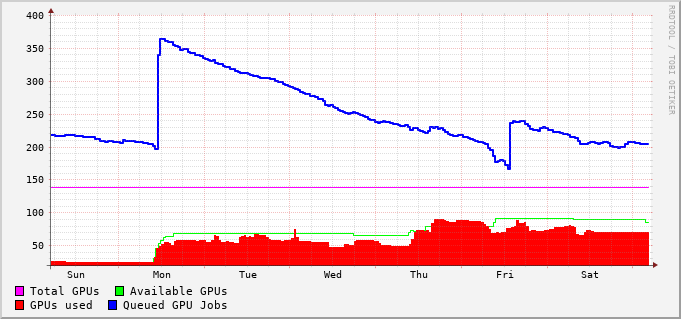 400
350
300
250
200
150
100
50
Sun Mon Tue Wed Thu Fri Sat
Total GPUs Available GPUs
GPUs used Queued GPU Jobs
RRDTOOL / TOBI OETIKER